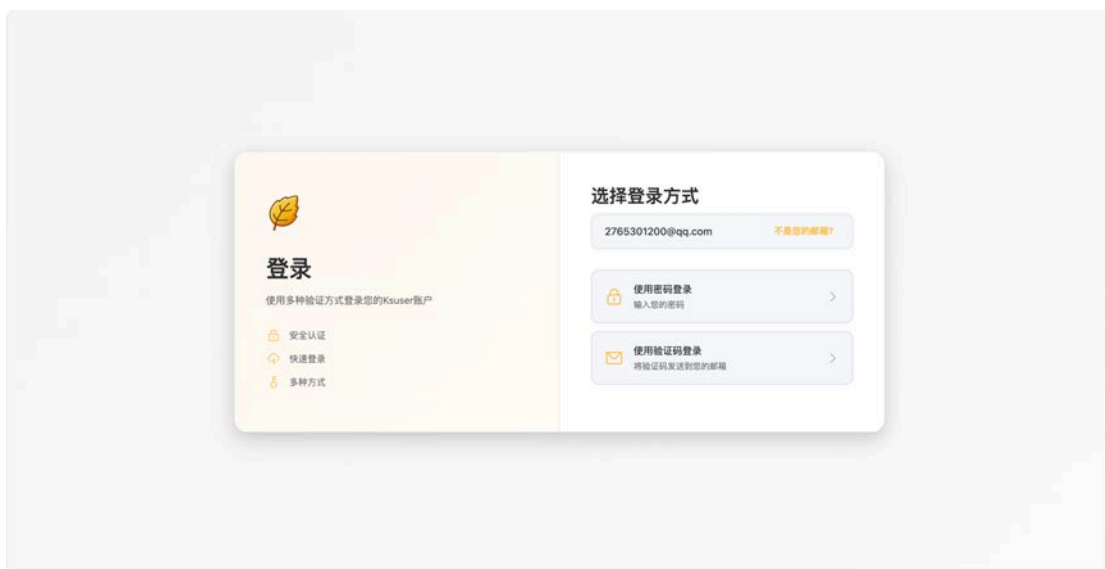 登录
使用多种验证方式登录您的Ksuser账户
安全认证
快速登录
多种方式
选择登录方式
2765301200@qq.com 不是您的邮箱?
使用密码登录
输入您的密码
使用验证码登录
将验证码发送到您的邮箱